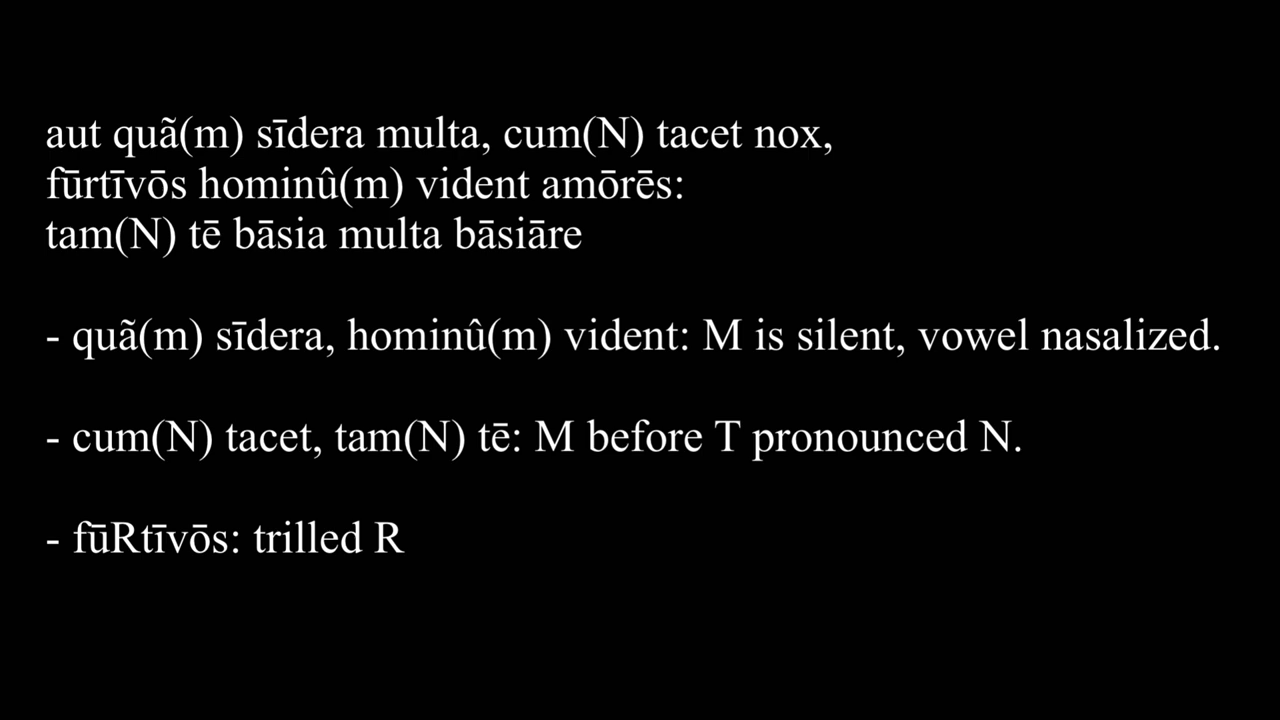 aut quã(m) sīdera multa, cum(N) tacet nox,
fūrtīvōs hominû(m) vident amōrēs:
tam(N) tē bāsia multa bāsiāre
- quã(m) sīdera, hominû(m) vident: M is silent, vowel nasalized.
- cum(N) tacet, tam(N) tē: M before T pronounced N.
- fūRtīvōs: trilled R